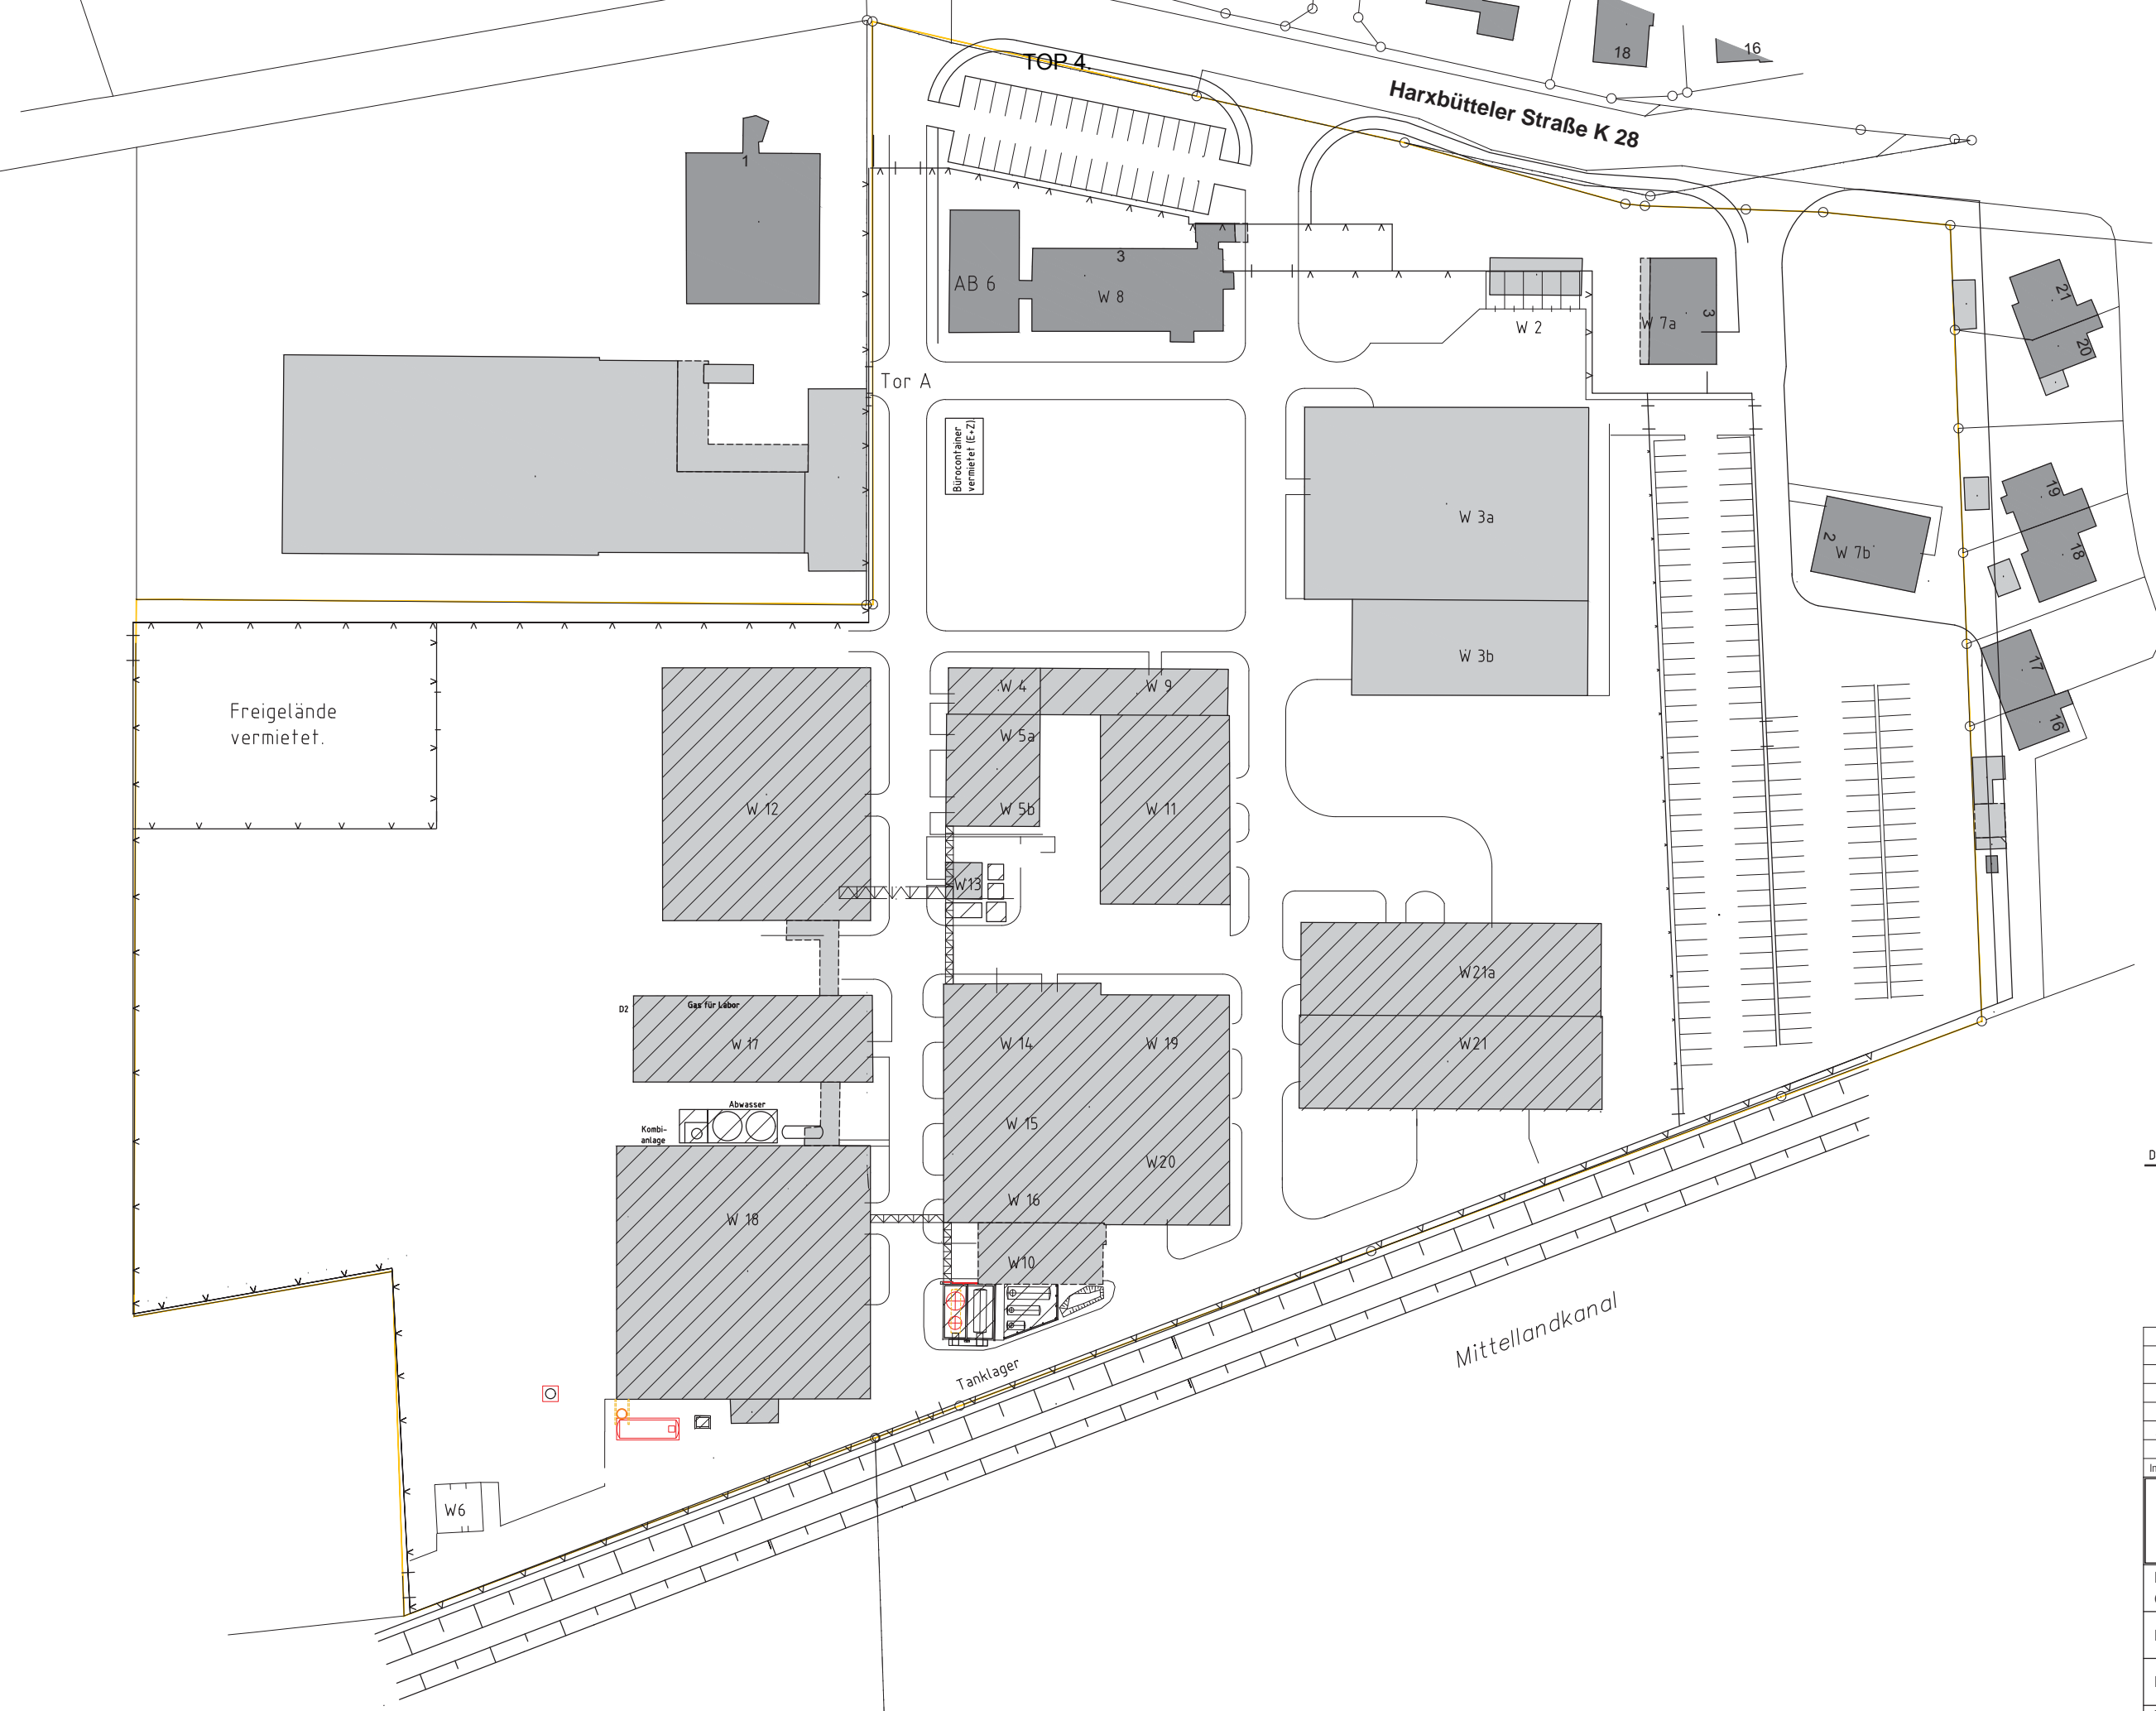 TOP 4.
18
16
Harxbütteler Straße K 28
1
3
AB 6
W 8
W 2
W 7a
3
21
20
Tor A
Bürocontainer
vermietet (E+Z)
W 3a
19
18
2
W 7b
W 3b
17
16
Freigelände
vermietet.
W 4
W 9
W 5a
W 12
W 5b
W 11
W13
W21a
Gas für Labor
D2
W 17
W 14
W 19
W21
Abwasser
Kombi-
anlage
W 15
W20
W 16
W 18
W10
Tanklager
Mittellandkanal
W6